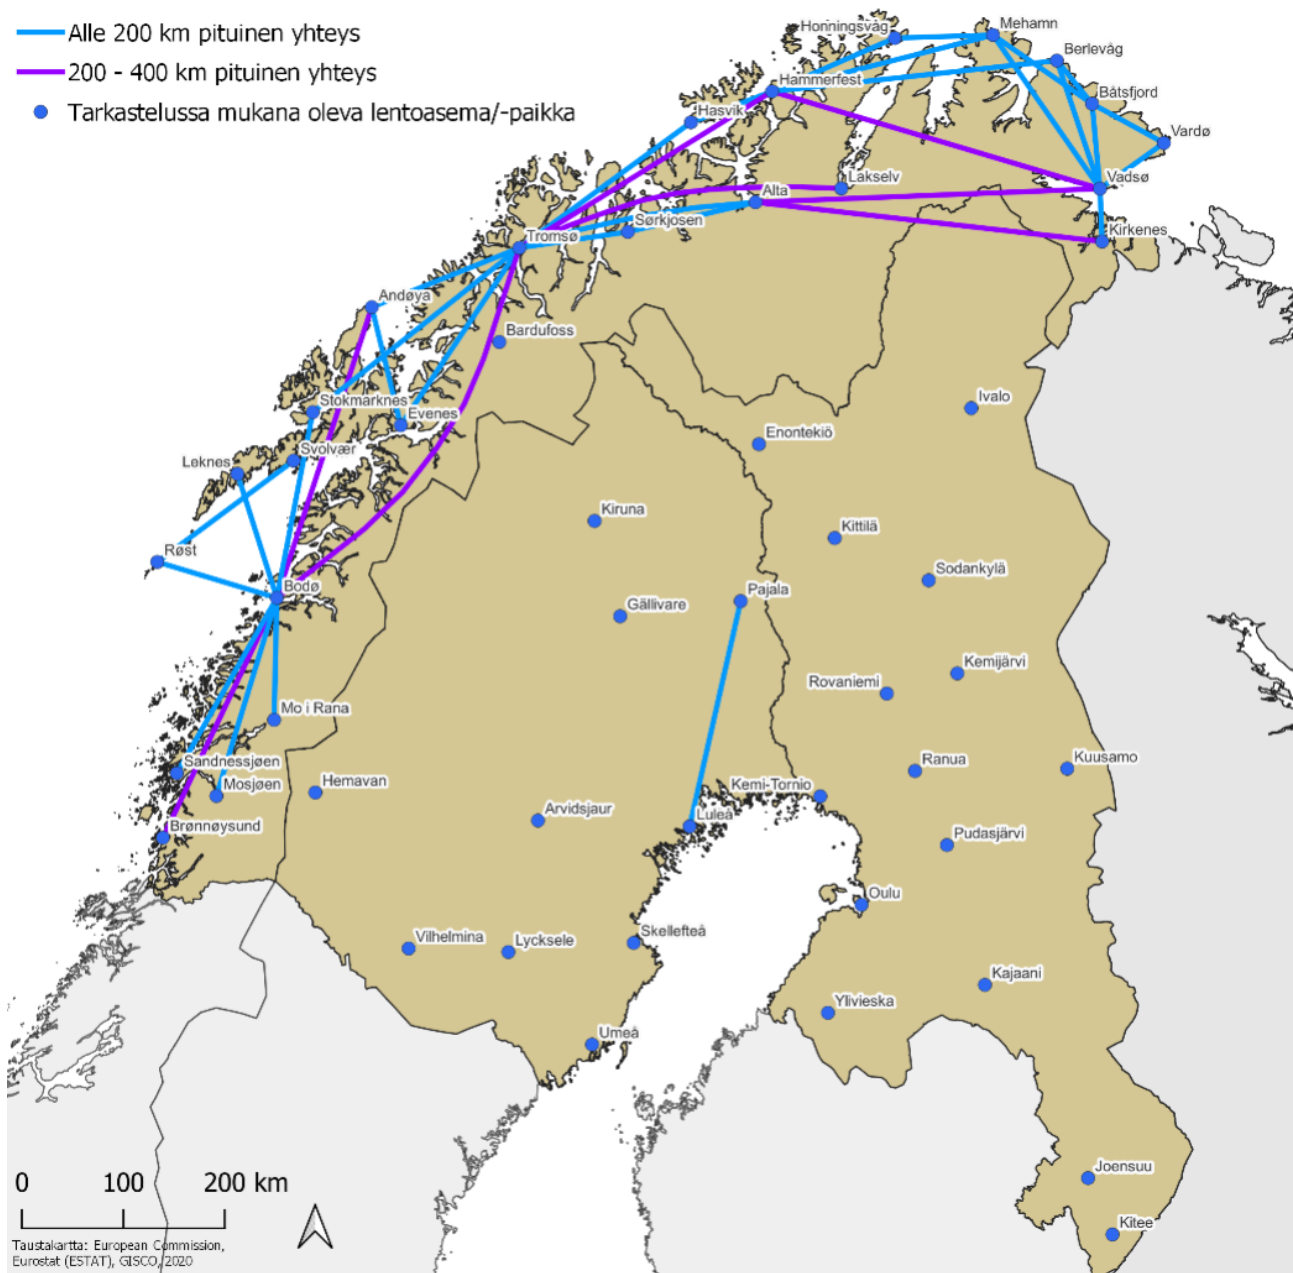 Alle 200 km pituinen yhteys
200 - 400 km pituinen yhteys
Tarkastelussa mukana oleva lentoasema/-paikka
Honningsvåg
Mehamn
Berlevåg
Hammerfest
Båtsfjord
Hasvik
Vardø
Lakselv
Vadsø
Alta
Sørkjosen
Tromsø
Kirkenes
Andøya
Bardufoss
Stokmarknes
Ivalo
Evenes
Enontekiö
Svolvær
Leknes
Kiruna
Kittilä
Røst
Sodankylä
Bodø
Pajala
Gällivare
Kemijärvi
Rovaniemi
Mo i Rana
Sandnessjøen
Ranua
Kuusamo
Mosjøen
Hemavan
Kemi-Tornio
Arvidsjaur
Luleå
Brønnøysund
Pudasjärvi
Oulu
Skellefteå
Vilhelmina
Lycksele
Kajaani
Ylivieska
Umeå
Joensuu
0 100 200 km
Kitee
Taustakartta: European Commission,
Eurostat (ESTAT), GISCO, 2020